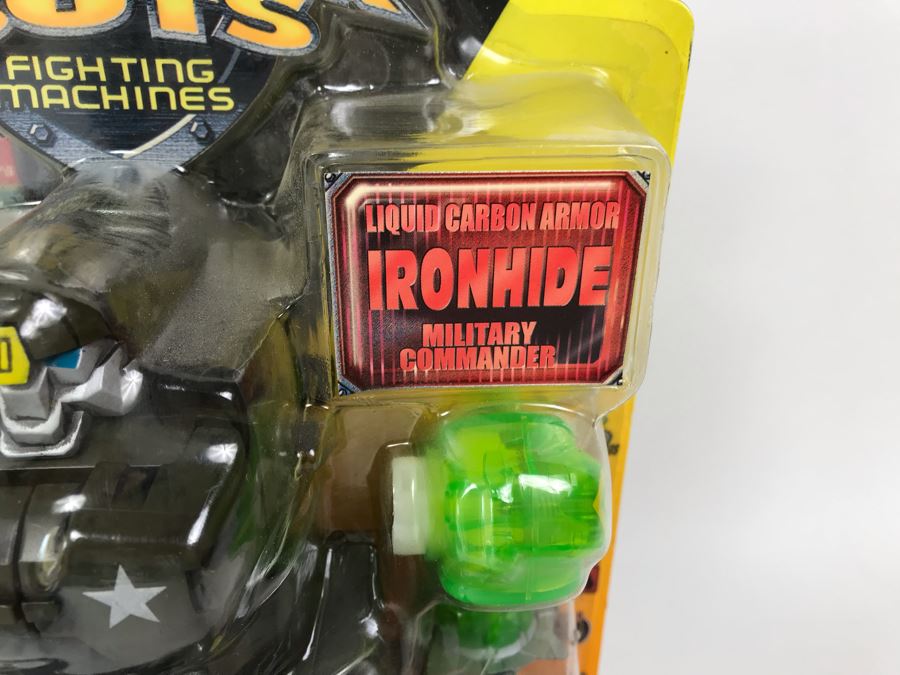 FIGHTING
MACHINES
LIQUID CARBON ARMOR
IRONHIDE
MILITARY
COMMANDER